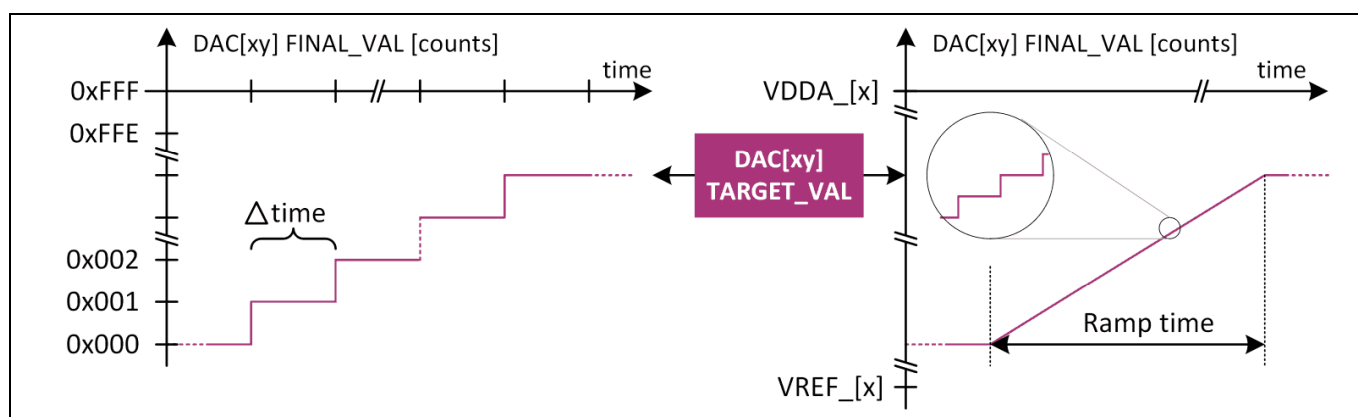 DAC[xy] FINAL_VAL [counts]
time
0xFFF
0xFFE
Δtime
0x002
0x001
0x000
DAC[xy]
TARGET_VAL
DAC[xy] FINAL_VAL [counts]
time
VDDA_[x]
Ramp time
VREF_[x]